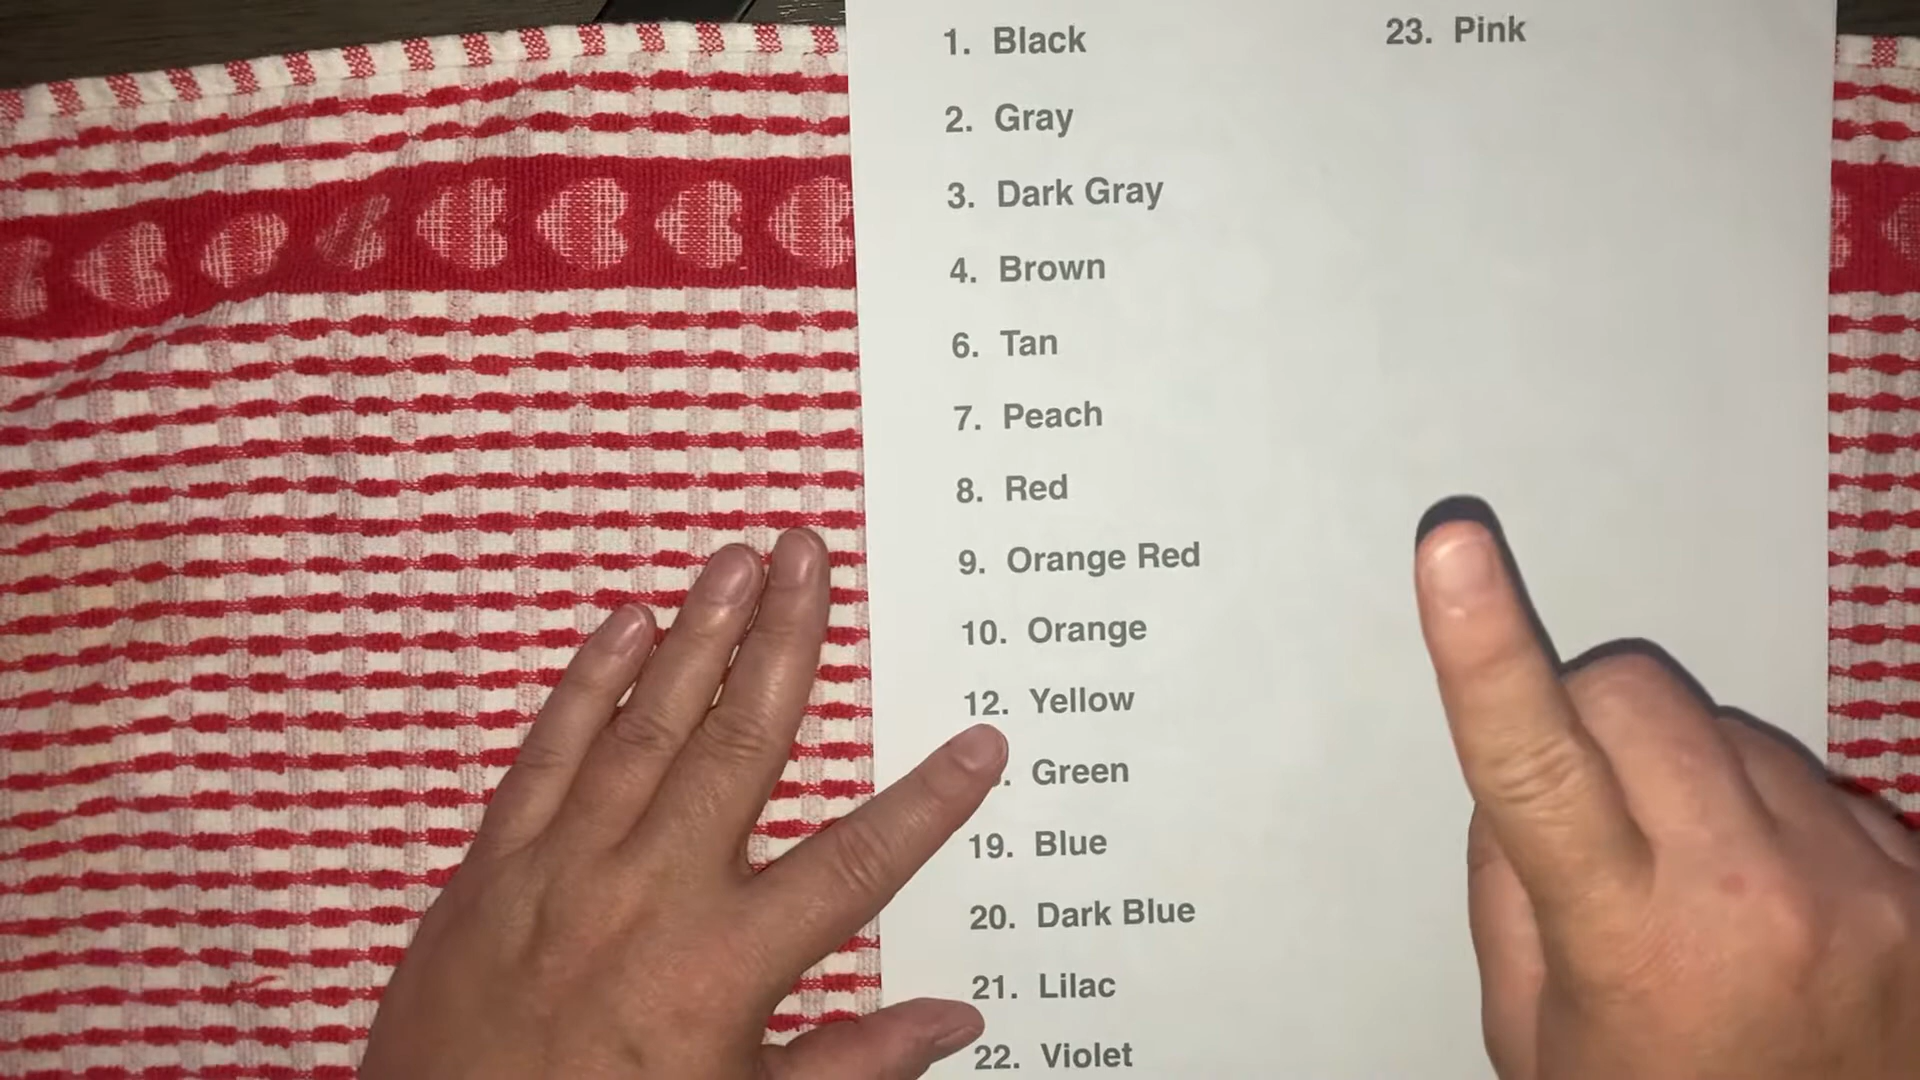 1. Black
2. Gray
3. Dark Gray
4. Brown
6. Tan
7. Peach
8. Red
9. Orange Red
10. Orange
12. Yellow
. Green
19. Blue
20. Dark Blue
21. Lilac
22. Violet
23. Pink